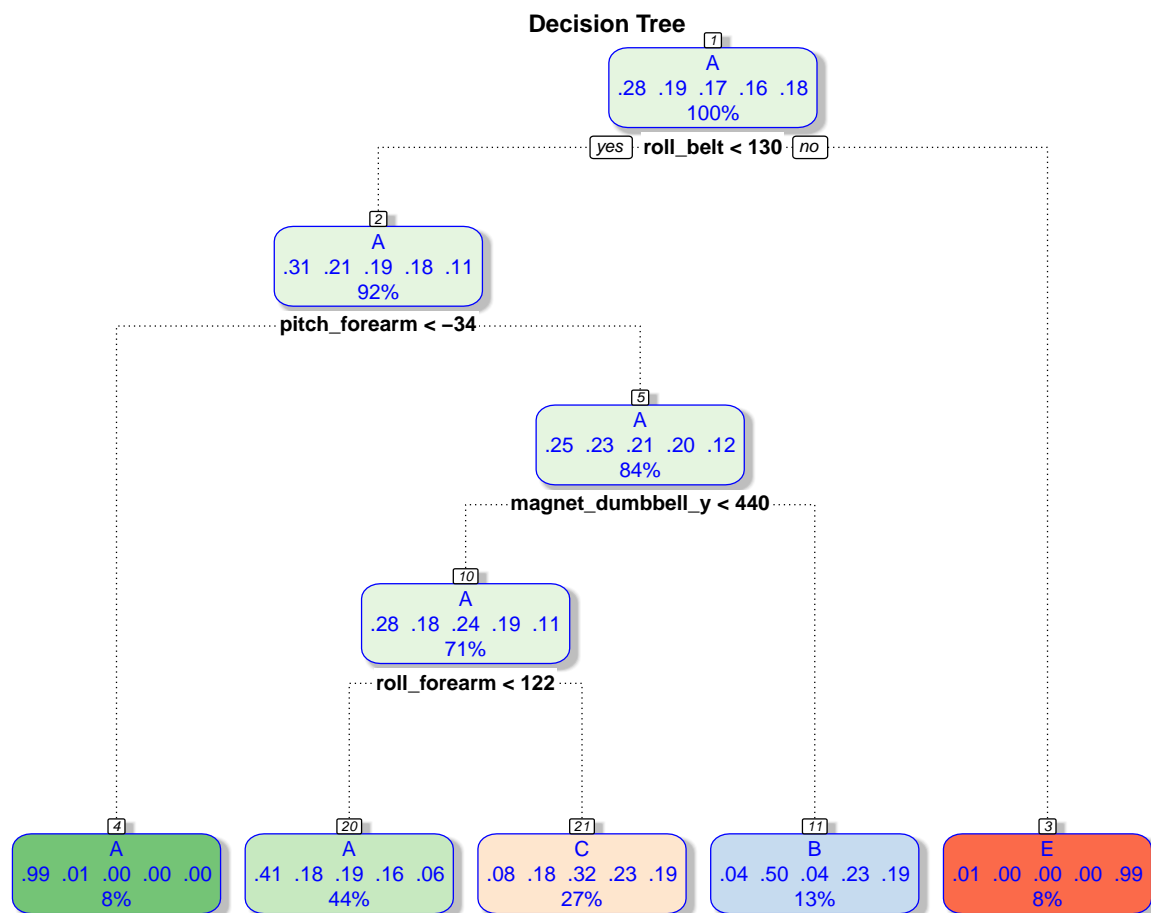 Decision Tree
1
A
.28 .19 .17 .16 .18
100%
yes roll_belt < 130 no
2
A
.31 .21 .19 .18 .11
92%
pitch_forearm < −34
5
A
.25 .23 .21 .20 .12
84%
magnet_dumbbell_y < 440
10
A
.28 .18 .24 .19 .11
71%
roll_forearm < 122
4
A
.99 .01 .00 .00 .00
8%
20
A
.41 .18 .19 .16 .06
44%
21
C
.08 .18 .32 .23 .19
27%
11
B
.04 .50 .04 .23 .19
13%
3
E
.01 .00 .00 .00 .99
8%